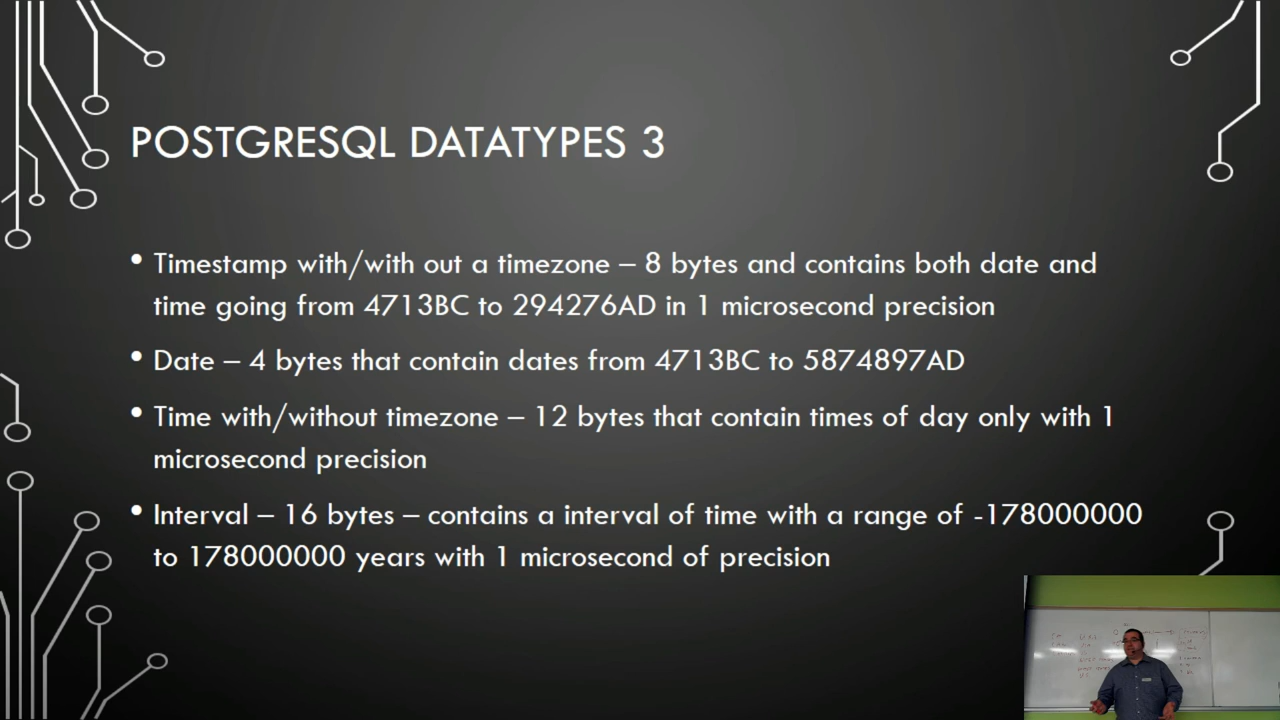 POSTGRESQL DATATYPES 3
• Timestamp with/with out a timezone – 8 bytes and contains both date and
time going from 4713BC to 294276AD in 1 microsecond precision
• Date – 4 bytes that contain dates from 4713BC to 5874897AD
• Time with/without timezone – 12 bytes that contain times of day only with 1
microsecond precision
• Interval – 16 bytes – contains a interval of time with a range of -178000000
to 178000000 years with 1 microsecond of precision